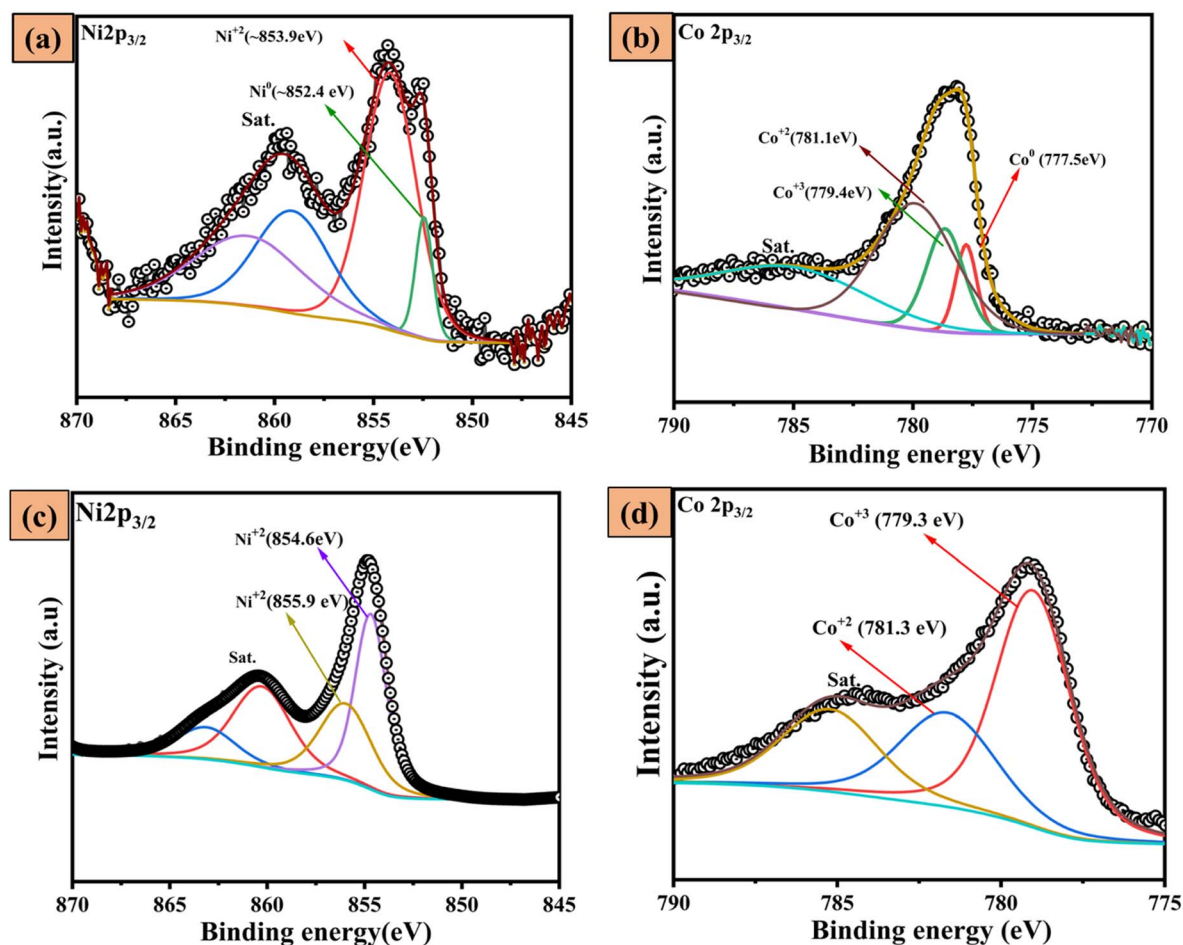 (a)
Ni2p3/2
Ni+2(~853.9eV)
Ni0(~852.4 eV)
Sat.
Intensity(a.u.)
870 865 860 855 850 845
Binding energy(eV)
(b)
Co 2p3/2
Co+2(781.1eV)
Co+3(779.4eV)
Co0 (777.5eV)
Sat.
Intensity (a.u.)
790 785 780 775 770
Binding energy (eV)
(c)
Ni2p3/2
Ni+2(854.6eV)
Ni+2(855.9 eV)
Sat.
Intensity (a.u)
870 865 860 855 850 845
Binding energy (eV)
(d)
Co 2p3/2
Co+3 (779.3 eV)
Co+2 (781.3 eV)
Sat.
Intensity (a.u.)
790 785 780 775
Binding energy (eV)